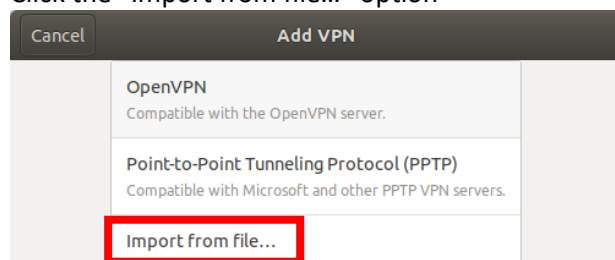 Click the "Import from file…" option
Cancel
Add VPN
OpenVPN
Compatible with the OpenVPN server.
Point-to-Point Tunneling Protocol (PPTP)
Compatible with Microsoft and other PPTP VPN servers.
Import from file…